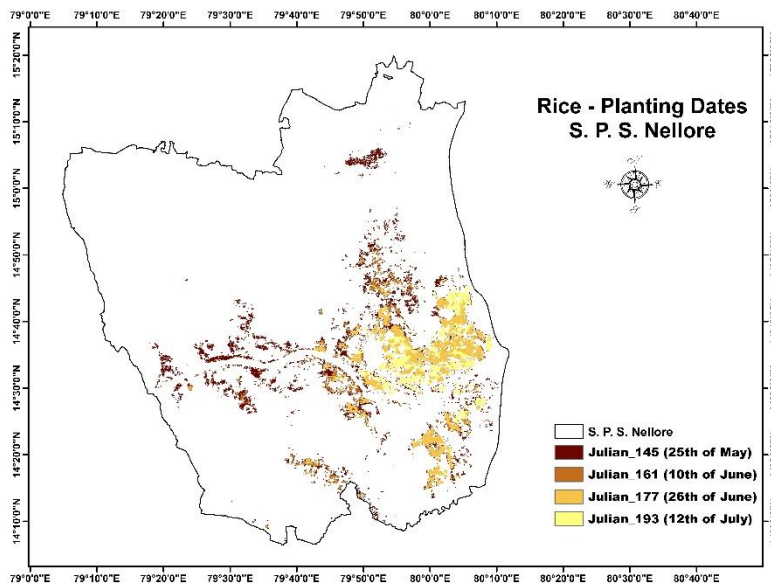 79°0'0"E 79°10'0"E 79°20'0"E 79°30'0"E 79°40'0"E 79°50'0"E 80°0'0"E 80°10'0"E 80°20'0"E 80°30'0"E 80°40'0"E
15°20'0"N
15°10'0"N
Rice - Planting Dates
S. P. S. Nellore
N
W E
S
15°0'0"N
14°50'0"N
14°40'0"N
14°30'0"N
14°20'0"N
14°10'0"N
S. P. S. Nellore
Julian_145 (25th of May)
Julian_161 (10th of June)
Julian_177 (26th of June)
Julian_193 (12th of July)
79°0'0"E 79°10'0"E 79°20'0"E 79°30'0"E 79°40'0"E 79°50'0"E 80°0'0"E 80°10'0"E 80°20'0"E 80°30'0"E 80°40'0"E